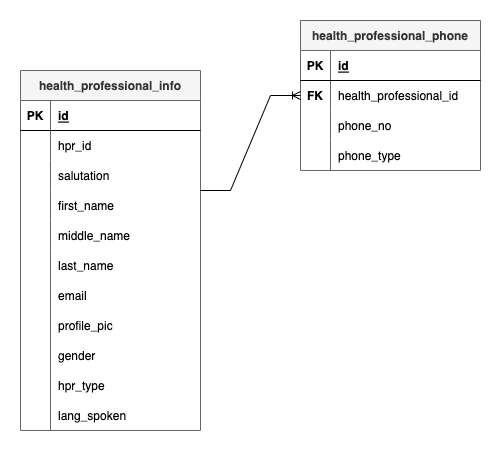 health_professional_phone
PK id
FK health_professional_id
phone_no
phone_type
health_professional_info
PK id
hpr_id
salutation
first_name
middle_name
last_name
email
profile_pic
gender
hpr_type
lang_spoken